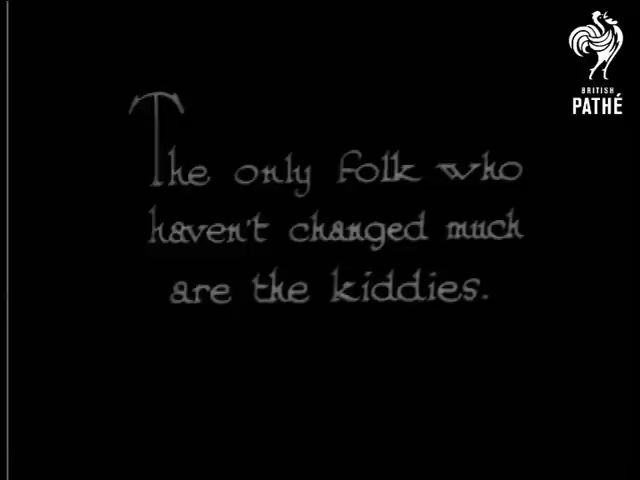 BRITISH
PATHÉ
The only folk who
haven't changed much
are the kiddies.